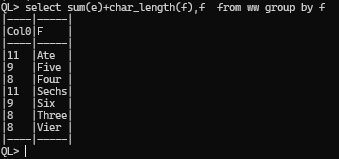 QL> select sum(e)+char_length(f),f  from ww group by f
|----|-----|
|Col0|F    |
|----|-----|
|11  |Ate  |
|9   |Five |
|8   |Four |
|11  |Sechs|
|9   |Six  |
|8   |Three|
|8   |Vier |
|----|-----|
QL>